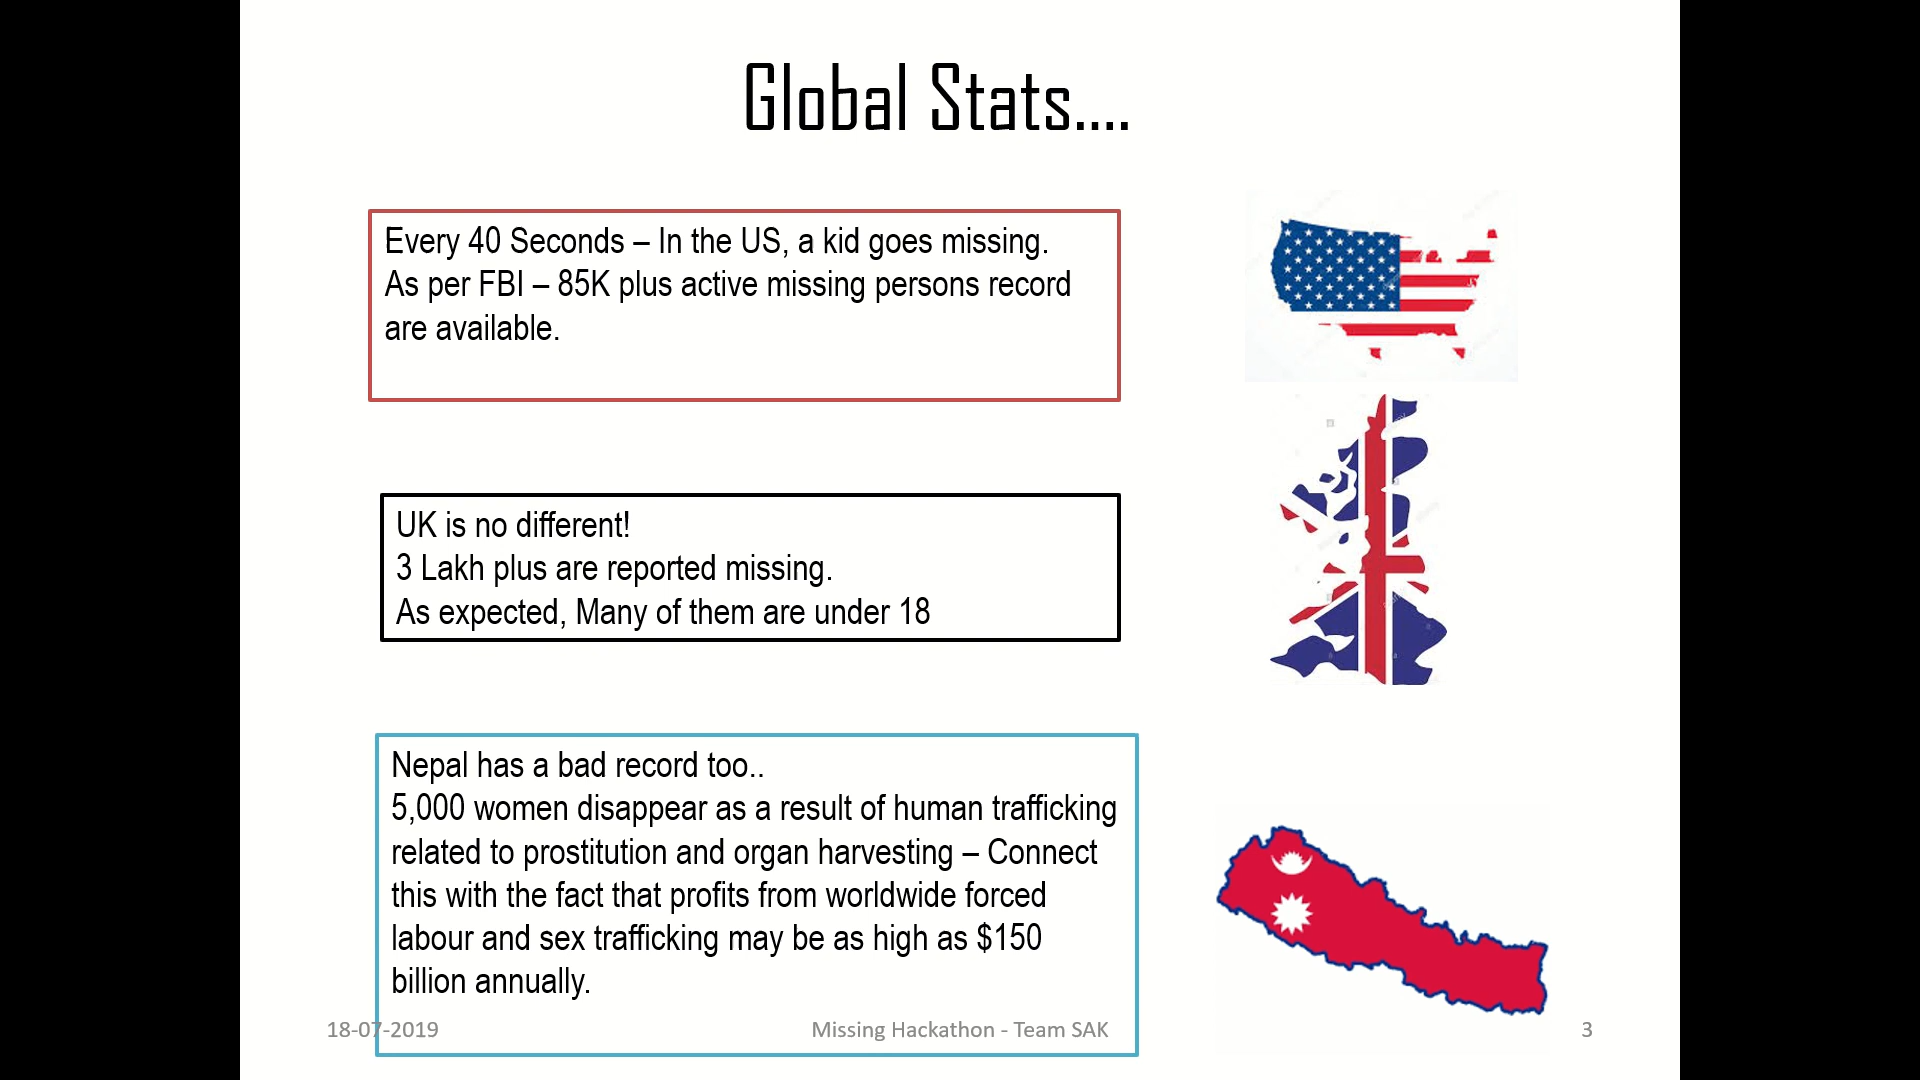 Global Stats....
Every 40 Seconds – In the US, a kid goes missing.
As per FBI – 85K plus active missing persons record
are available.
UK is no different!
3 Lakh plus are reported missing.
As expected, Many of them are under 18
Nepal has a bad record too..
5,000 women disappear as a result of human trafficking
related to prostitution and organ harvesting – Connect
this with the fact that profits from worldwide forced
labour and sex trafficking may be as high as $150
billion annually.
18-07-2019
Missing Hackathon - Team SAK
3